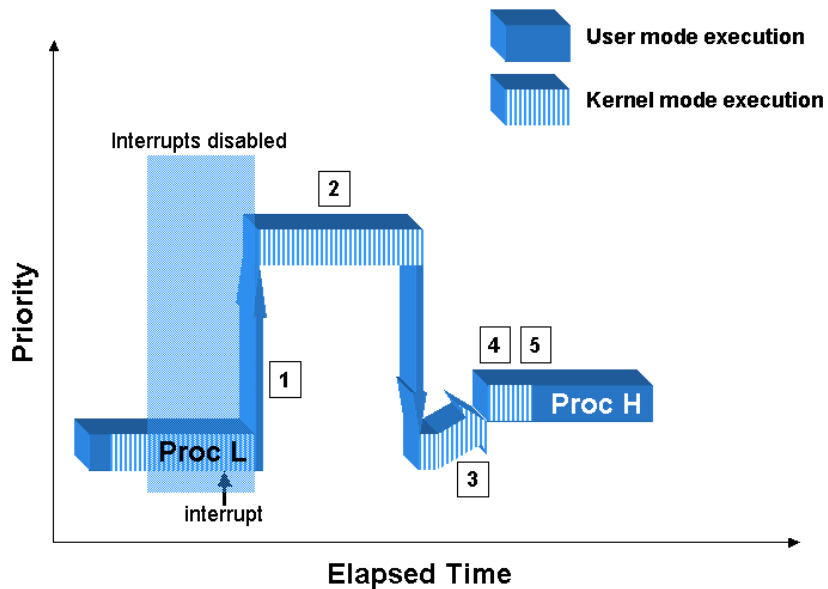 User mode execution
Kernel mode execution
Interrupts disabled
2
4 5
1
Proc H
Proc L
3
interrupt
Priority
Elapsed Time